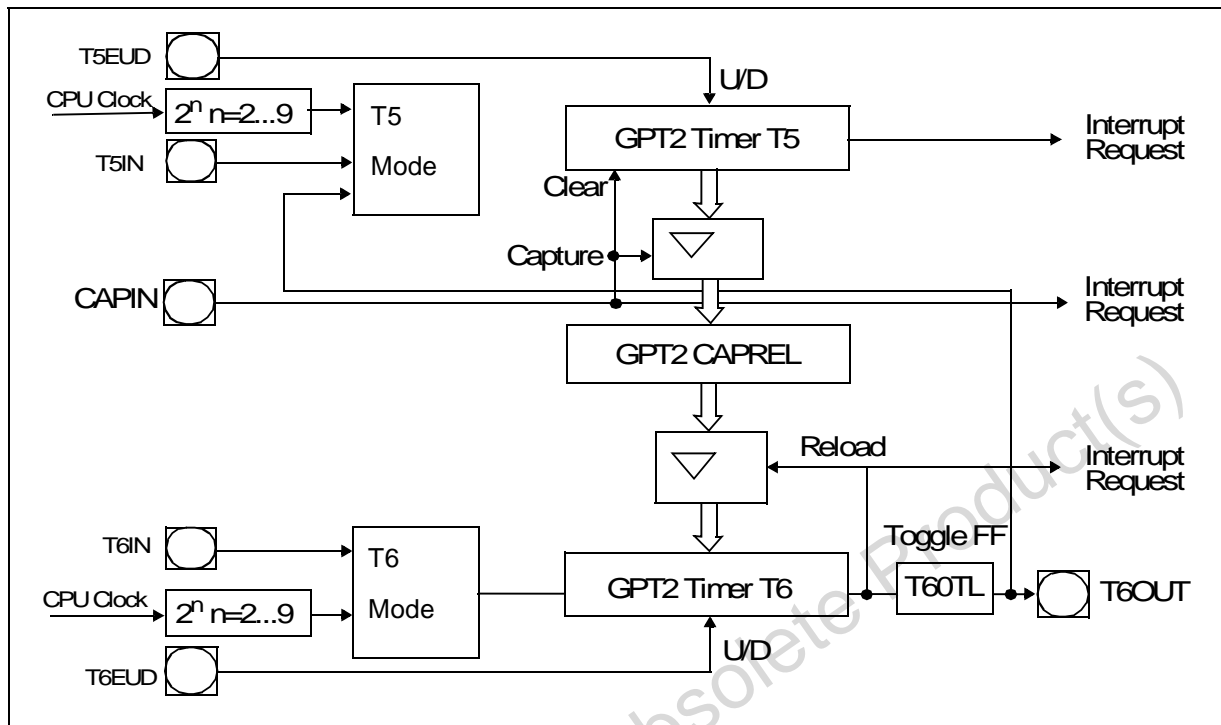 T5EUD
U/D
CPU Clock
2ⁿ n=2...9
T5
Mode
GPT2 Timer T5
Interrupt
Request
T5IN
Clear
Capture
CAPIN
Interrupt
Request
GPT2 CAPREL
Reload
Interrupt
Request
T6IN
T6
Mode
Toggle FF
GPT2 Timer T6
T60TL
T6OUT
CPU Clock
2ⁿ n=2...9
U/D
T6EUD
bsolete Product(s)